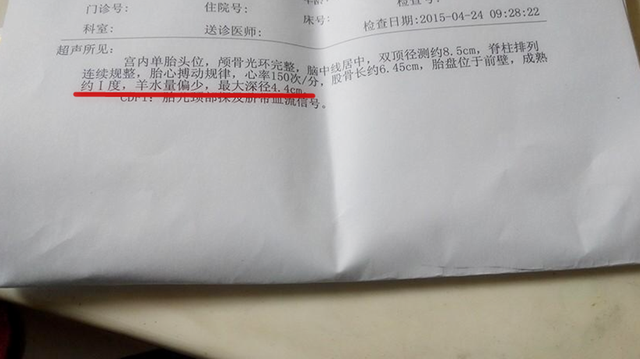 门诊号: 住院号: 检查号:
床号:
科室: 送诊医师: 检查日期:2015-04-24 09:28:22
超声所见:
宫内单胎头位，颅骨光环完整，脑中线居中，双顶径测约8.5cm，脊柱排列
连续规整，胎心搏动规律，心率150次/分，股骨长约6.45cm，胎盘位于前壁，成熟
约Ⅰ度，羊水量偏少，最大深径4.4cm。
CDFI：胎儿颈部探及脐带血流信号。